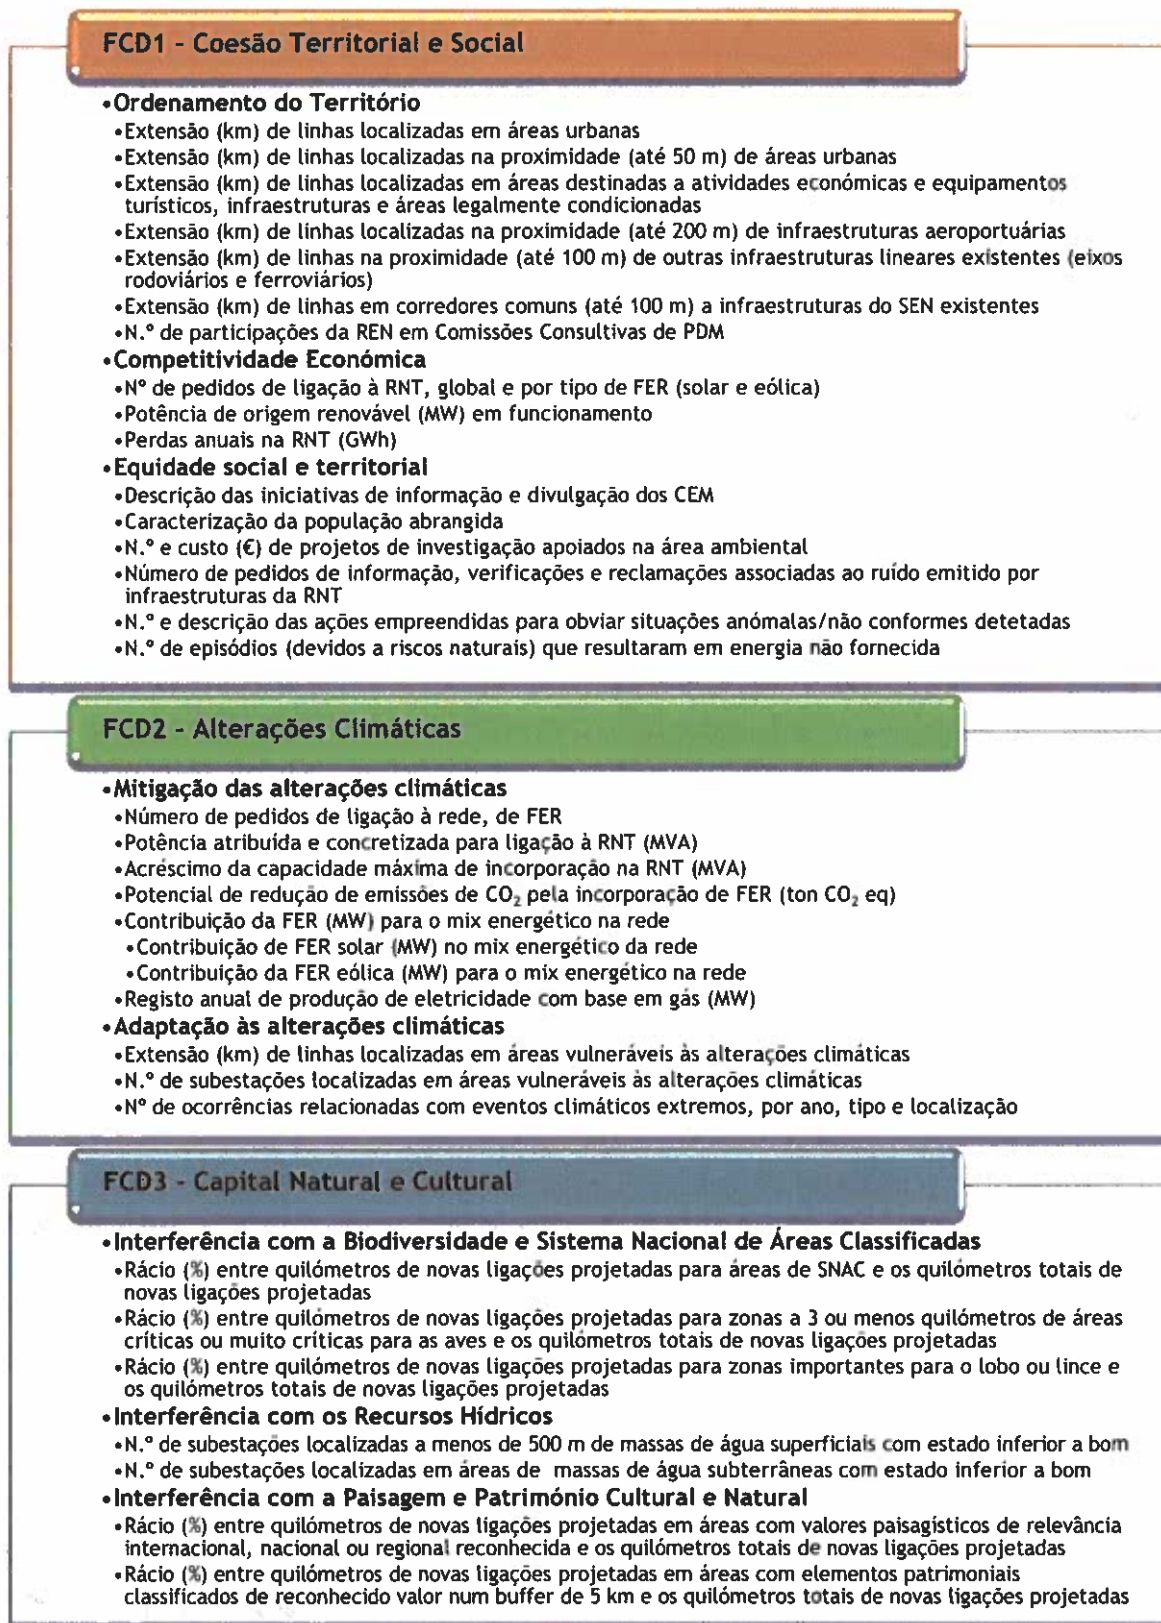 FCD1 - Coesão Territorial e Social
•Ordenamento do Território
•Extensão (km) de linhas localizadas em áreas urbanas
•Extensão (km) de linhas localizadas na proximidade (até 50 m) de áreas urbanas
•Extensão (km) de linhas localizadas em áreas destinadas a atividades económicas e equipamentos
turísticos, infraestruturas e áreas legalmente condicionadas
•Extensão (km) de linhas localizadas na proximidade (até 200 m) de infraestruturas aeroportuárias
•Extensão (km) de linhas na proximidade (até 100 m) de outras infraestruturas lineares existentes (eixos
rodoviários e ferroviários)
•Extensão (km) de linhas em corredores comuns (até 100 m) a infraestruturas do SEN existentes
•N.º de participações da REN em Comissões Consultivas de PDM
•Competitividade Económica
•Nº de pedidos de ligação à RNT, global e por tipo de FER (solar e eólica)
•Potência de origem renovável (MW) em funcionamento
•Perdas anuais na RNT (GWh)
•Equidade social e territorial
•Descrição das iniciativas de informação e divulgação dos CEM
•Caracterização da população abrangida
•N.º e custo (€) de projetos de investigação apoiados na área ambiental
•Número de pedidos de informação, verificações e reclamações associadas ao ruído emitido por
infraestruturas da RNT
•N.º e descrição das ações empreendidas para obviar situações anómalas/não conformes detetadas
•N.º de episódios (devidos a riscos naturais) que resultaram em energia não fornecida
FCD2 - Alterações Climáticas
•Mitigação das alterações climáticas
•Número de pedidos de ligação à rede, de FER
•Potência atribuída e concretizada para ligação à RNT (MVA)
•Acréscimo da capacidade máxima de incorporação na RNT (MVA)
•Potencial de redução de emissões de CO₂ pela incorporação de FER (ton CO₂ eq)
•Contribuição da FER (MW) para o mix energético na rede
•Contribuição de FER solar (MW) no mix energético da rede
•Contribuição da FER eólica (MW) para o mix energético na rede
•Registo anual de produção de eletricidade com base em gás (MW)
•Adaptação às alterações climáticas
•Extensão (km) de linhas localizadas em áreas vulneráveis às alterações climáticas
•N.º de subestações localizadas em áreas vulneráveis às alterações climáticas
•Nº de ocorrências relacionadas com eventos climáticos extremos, por ano, tipo e localização
FCD3 - Capital Natural e Cultural
•Interferência com a Biodiversidade e Sistema Nacional de Áreas Classificadas
•Rácio (%) entre quilómetros de novas ligações projetadas para áreas de SNAC e os quilómetros totais de
novas ligações projetadas
•Rácio (%) entre quilómetros de novas ligações projetadas para zonas a 3 ou menos quilómetros de áreas
críticas ou muito críticas para as aves e os quilómetros totais de novas ligações projetadas
•Rácio (%) entre quilómetros de novas ligações projetadas para zonas importantes para o lobo ou lince e
os quilómetros totais de novas ligações projetadas
•Interferência com os Recursos Hídricos
•N.º de subestações localizadas a menos de 500 m de massas de água superficiais com estado inferior a bom
•N.º de subestações localizadas em áreas de massas de água subterrâneas com estado inferior a bom
•Interferência com a Paisagem e Património Cultural e Natural
•Rácio (%) entre quilómetros de novas ligações projetadas em áreas com valores paisagísticos de relevância
internacional, nacional ou regional reconhecida e os quilómetros totais de novas ligações projetadas
•Rácio (%) entre quilómetros de novas ligações projetadas em áreas com elementos patrimoniais
classificados de reconhecido valor num buffer de 5 km e os quilómetros totais de novas ligações projetadas